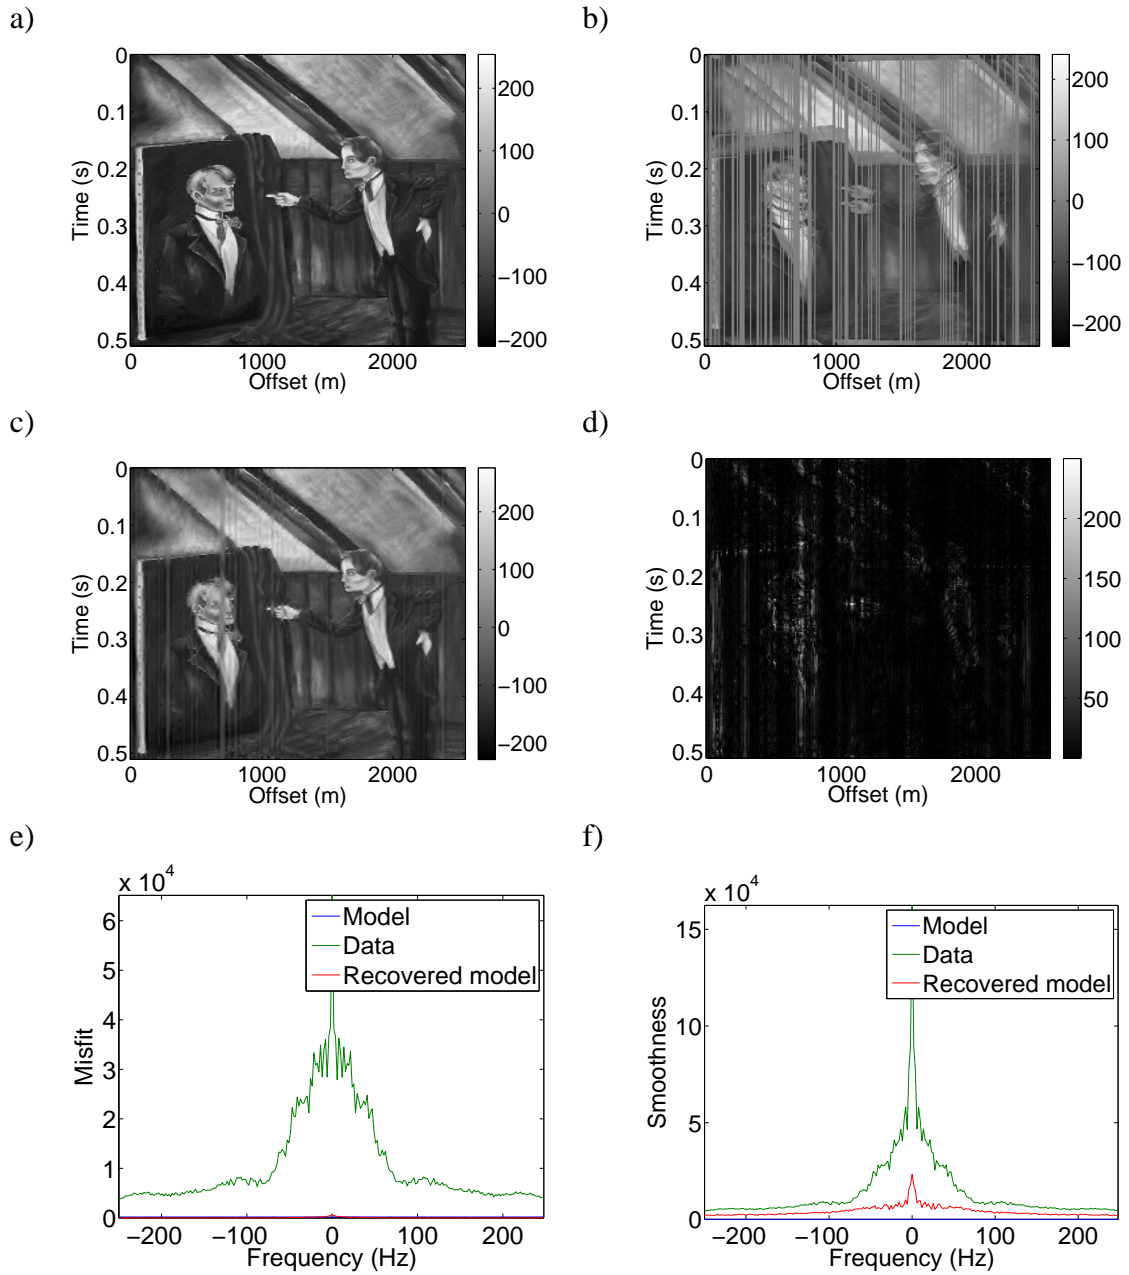 a)
0
0.1
0.2
0.3
0.4
0.5
Time (s)
0 1000 2000
Offset (m)
200
100
0
−100
−200
b)
0
0.1
0.2
0.3
0.4
0.5
Time (s)
0 1000 2000
Offset (m)
200
100
0
−100
−200
c)
0
0.1
0.2
0.3
0.4
0.5
Time (s)
0 1000 2000
Offset (m)
200
100
0
−100
−200
d)
0
0.1
0.2
0.3
0.4
0.5
Time (s)
0 1000 2000
Offset (m)
200
150
100
50
e)
x 10^4
6
5
4
3
2
1
0
Misfit
Model
Data
Recovered model
−200 −100 0 100 200
Frequency (Hz)
f)
x 10^4
15
10
5
0
Smoothness
Model
Data
Recovered model
−200 −100 0 100 200
Frequency (Hz)